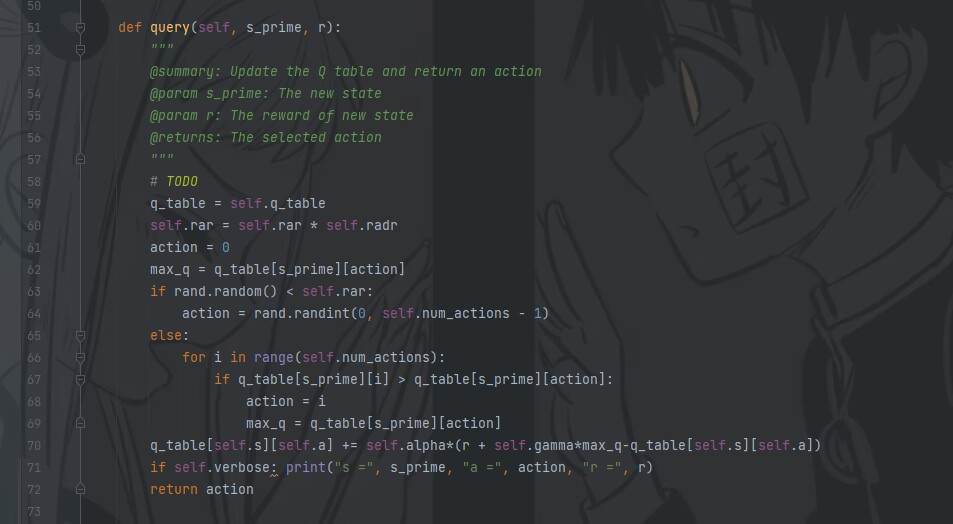 50
51 def query(self, s_prime, r):
52 """
53 @summary: Update the Q table and return an action
54 @param s_prime: The new state
55 @param r: The reward of new state
56 @returns: The selected action
57 """
58 # TODO
59 q_table = self.q_table
60 self.rar = self.rar * self.radr
61 action = 0
62 max_q = q_table[s_prime][action]
63 if rand.random() < self.rar:
64 action = rand.randint(0, self.num_actions - 1)
65 else:
66 for i in range(self.num_actions):
67 if q_table[s_prime][i] > q_table[s_prime][action]:
68 action = i
69 max_q = q_table[s_prime][action]
70 q_table[self.s][self.a] += self.alpha*(r + self.gamma*max_q-q_table[self.s][self.a])
71 if self.verbose: print("s =", s_prime, "a =", action, "r =", r)
72 return action
73
封